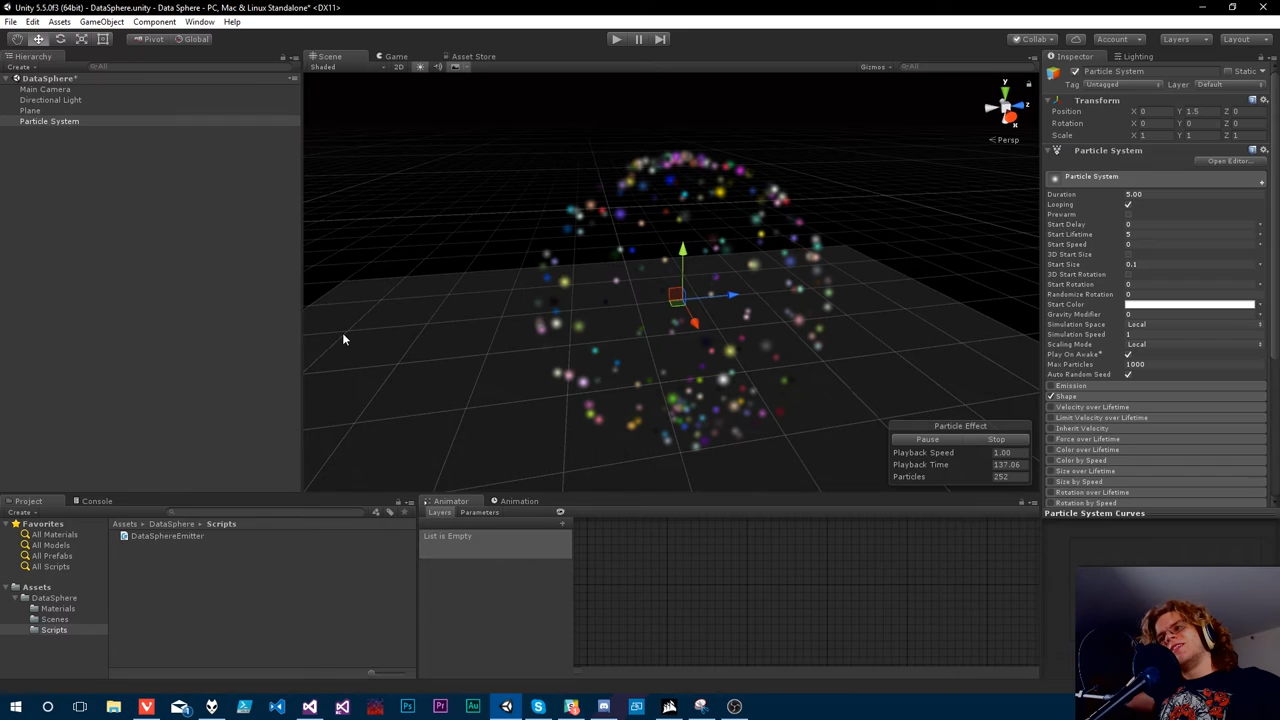 Unity 5.5.0f3 (64bit) - DataSphere.unity - Data Sphere - PC, Mac & Linux Standalone* <DX11>
File Edit Assets GameObject Component Window Help
Pivot Global
Collab Account Layers Layout
Hierarchy
Create All
DataSphere*
Main Camera
Directional Light
Plane
Particle System
Scene Game Asset Store
Shaded 2D Gizmos All
y
z
x
Persp
Particle Effect
Pause Stop
Playback Speed 1.00
Playback Time 137.06
Particles 252
Inspector Lighting
Particle System Static
Tag Untagged Layer Default
Transform
Position X 0 Y 1.5 Z 0
Rotation X 0 Y 0 Z 0
Scale X 1 Y 1 Z 1
Particle System
Open Editor...
Particle System
Duration 5.00
Looping
Prewarm
Start Delay 0
Start Lifetime 5
Start Speed 0
3D Start Size
Start Size 0.1
3D Start Rotation
Start Rotation 0
Randomize Rotation 0
Start Color
Gravity Modifier 0
Simulation Space Local
Simulation Speed 1
Scaling Mode Local
Play On Awake*
Max Particles 1000
Auto Random Seed
Emission
Shape
Velocity over Lifetime
Limit Velocity over Lifetime
Inherit Velocity
Force over Lifetime
Color over Lifetime
Color by Speed
Size over Lifetime
Size by Speed
Rotation over Lifetime
Rotation by Speed
Particle System Curves
Project Console
Create
Favorites
All Materials
All Models
All Prefabs
All Scripts
Assets
DataSphere
Materials
Scenes
Scripts
Assets DataSphere Scripts
DataSphereEmitter
Animator Animation
Layers Parameters
List is Empty